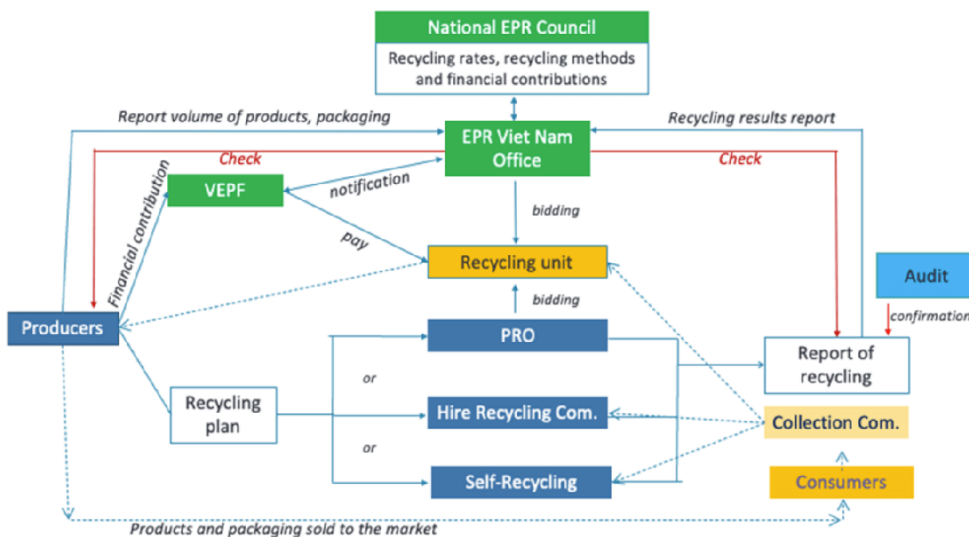 National EPR Council
Recycling rates, recycling methods
and financial contributions
Report volume of products, packaging
Recycling results report
EPR Viet Nam
Office
Check
Check
VEPF
notification
Financial contribution
bidding
pay
Recycling unit
Audit
bidding
confirmation
Producers
PRO
Report of
recycling
or
Recycling
plan
Hire Recycling Com.
Collection Com.
or
Self-Recycling
Consumers
Products and packaging sold to the market